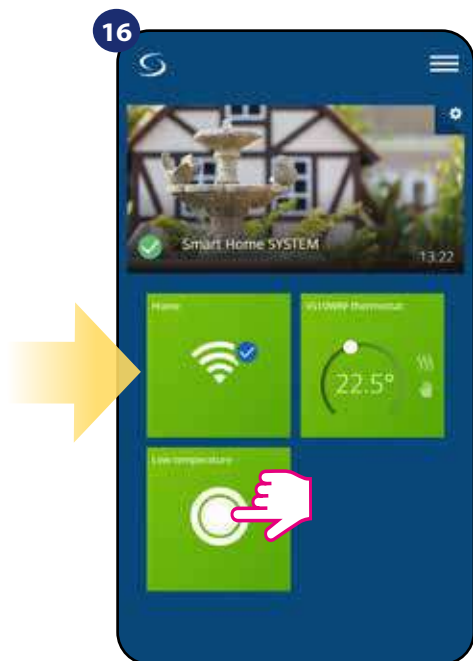 16
Smart Home SYSTEM
13:22
Home
VS10WRF thermostat
22.5°
Low temperature